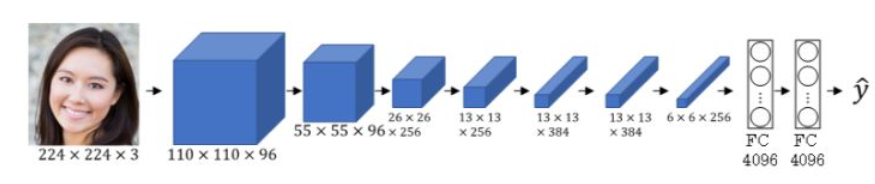 224 × 224 × 3
110 × 110 × 96
55 × 55 × 96
26 × 26
× 256
13 × 13
× 256
13 × 13
× 384
13 × 13
× 384
6 × 6 × 256
FC
4096
FC
4096
ŷ